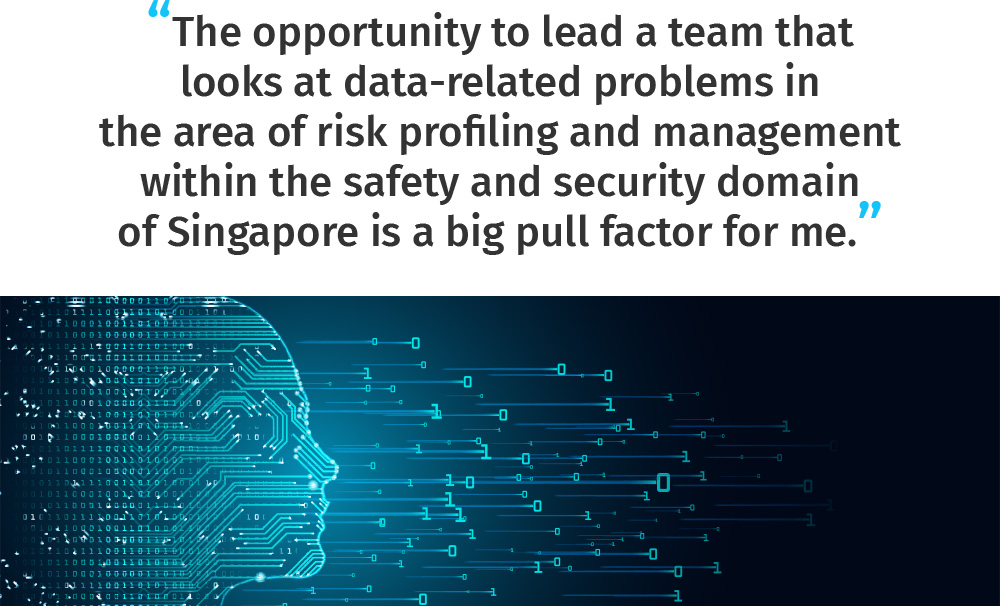 “The opportunity to lead a team that
looks at data-related problems in
the area of risk profiling and management
within the safety and security domain
of Singapore is a big pull factor for me.”